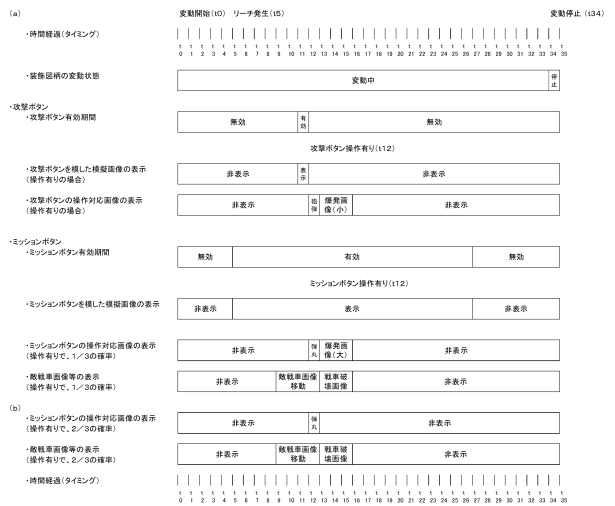 (a)
変動開始(t0) リーチ発生(t5) 変動停止(t34)
・時間経過(タイミング)
t t t t t t t t t t t t t t t t t t t t t t t t t t t t t t t t t t t t
0 1 2 3 4 5 6 7 8 9 10 11 12 13 14 15 16 17 18 19 20 21 22 23 24 25 26 27 28 29 30 31 32 33 34 35
・装飾図柄の変動状態
変動中 停止
・攻撃ボタン
・攻撃ボタン有効期間
無効 有効 無効
攻撃ボタン操作有り(t12)
・攻撃ボタンを模した模擬画像の表示
(操作有りの場合)
非表示 表示 非表示
・攻撃ボタンの操作対応画像の表示
(操作有りの場合)
非表示 砲弾 爆発画像(小) 非表示
・ミッションボタン
・ミッションボタン有効期間
無効 有効 無効
ミッションボタン操作有り(t12)
・ミッションボタンを模した模擬画像の表示
非表示 表示 非表示
・ミッションボタンの操作対応画像の表示
(操作有りで、1/3の確率)
非表示 弾丸 爆発画像(大) 非表示
・敵戦車画像等の表示
(操作有りで、1/3の確率)
非表示 敵戦車画像移動 戦車破壊画像 非表示
(b)
・ミッションボタンの操作対応画像の表示
(操作有りで、2/3の確率)
非表示 弾丸 非表示
・敵戦車画像等の表示
(操作有りで、2/3の確率)
非表示 敵戦車画像移動 戦車破壊画像 非表示
・時間経過(タイミング)
t t t t t t t t t t t t t t t t t t t t t t t t t t t t t t t t t t t t
0 1 2 3 4 5 6 7 8 9 10 11 12 13 14 15 16 17 18 19 20 21 22 23 24 25 26 27 28 29 30 31 32 33 34 35